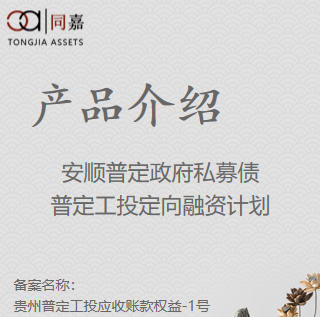 同嘉
TONGJIA ASSETS
产品介绍
安顺普定政府私募债
普定工投定向融资计划
备案名称：
贵州普定工投应收账款权益-1号